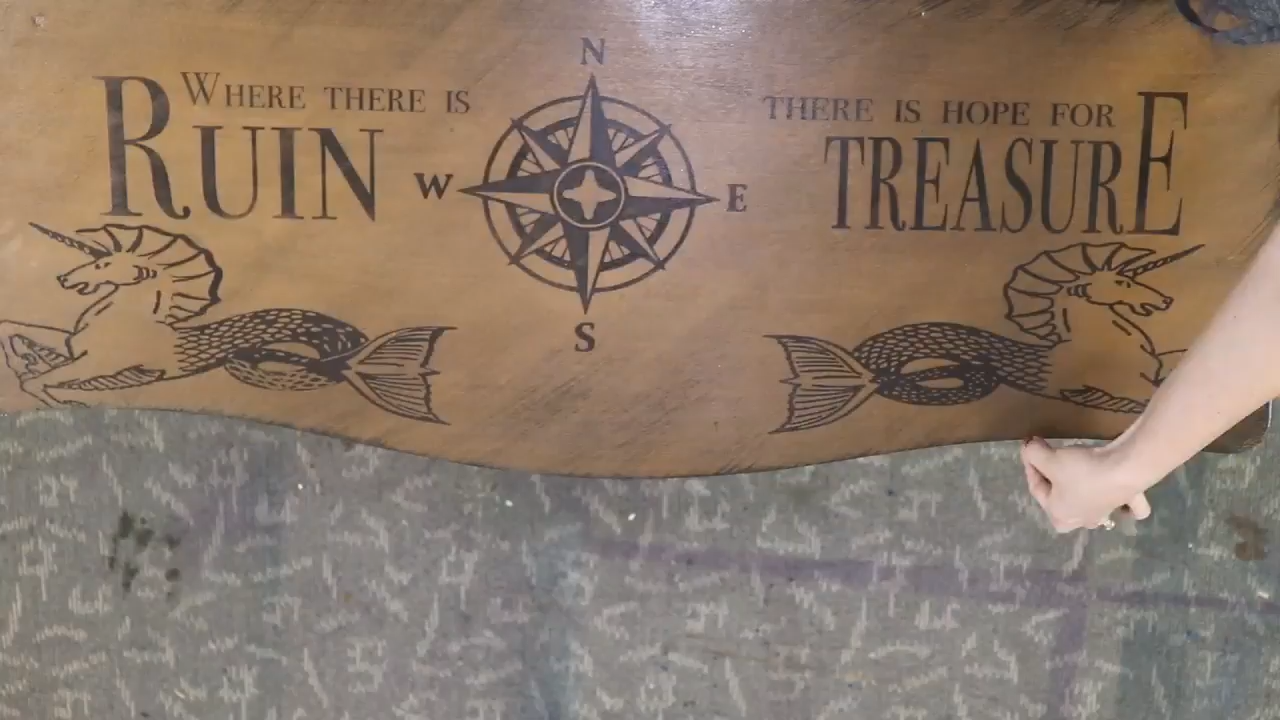 WHERE THERE IS
RUIN
N
W
E
S
THERE IS HOPE FOR
TREASURE